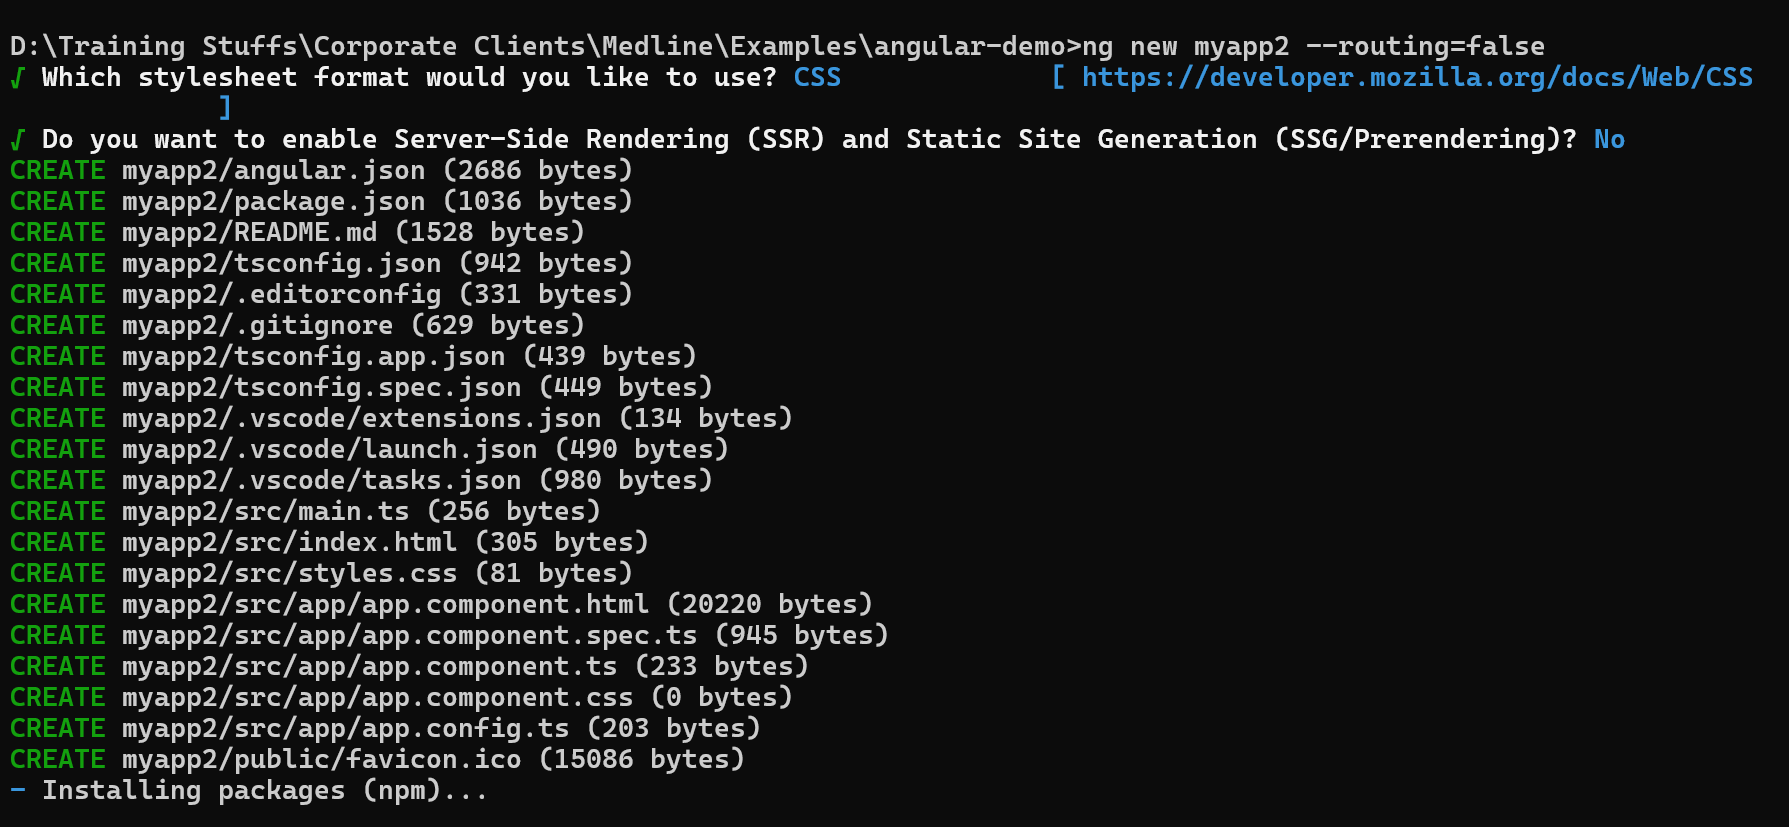 D:\Training Stuffs\Corporate Clients\Medline\Examples\angular-demo>ng new myapp2 --routing=false
√ Which stylesheet format would you like to use? CSS             [ https://developer.mozilla.org/docs/Web/CSS
             ]
√ Do you want to enable Server-Side Rendering (SSR) and Static Site Generation (SSG/Prerendering)? No
CREATE myapp2/angular.json (2686 bytes)
CREATE myapp2/package.json (1036 bytes)
CREATE myapp2/README.md (1528 bytes)
CREATE myapp2/tsconfig.json (942 bytes)
CREATE myapp2/.editorconfig (331 bytes)
CREATE myapp2/.gitignore (629 bytes)
CREATE myapp2/tsconfig.app.json (439 bytes)
CREATE myapp2/tsconfig.spec.json (449 bytes)
CREATE myapp2/.vscode/extensions.json (134 bytes)
CREATE myapp2/.vscode/launch.json (490 bytes)
CREATE myapp2/.vscode/tasks.json (980 bytes)
CREATE myapp2/src/main.ts (256 bytes)
CREATE myapp2/src/index.html (305 bytes)
CREATE myapp2/src/styles.css (81 bytes)
CREATE myapp2/src/app/app.component.html (20220 bytes)
CREATE myapp2/src/app/app.component.spec.ts (945 bytes)
CREATE myapp2/src/app/app.component.ts (233 bytes)
CREATE myapp2/src/app/app.component.css (0 bytes)
CREATE myapp2/src/app/app.config.ts (203 bytes)
CREATE myapp2/public/favicon.ico (15086 bytes)
- Installing packages (npm)...